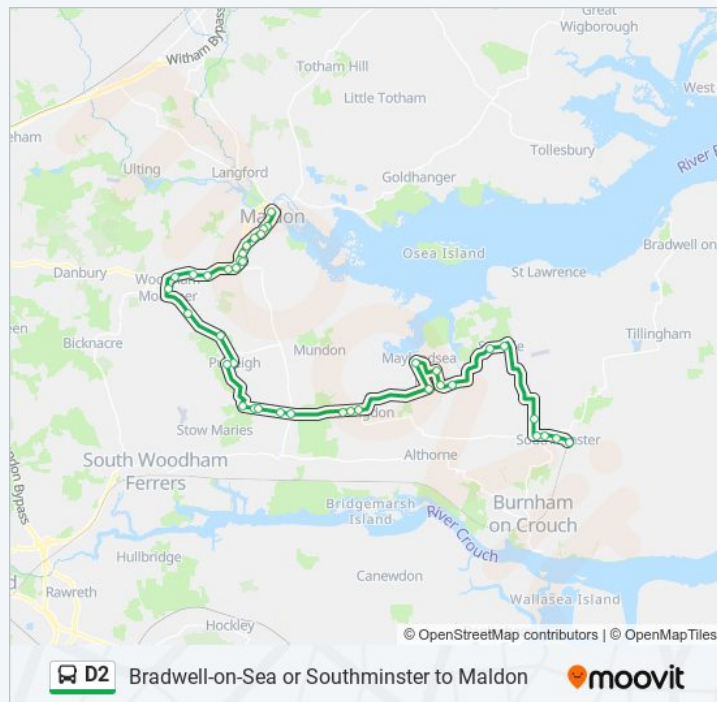 Great
Wigborough
Witham Bypass
Totham Hill
Little Totham
West
eham
Tollesbury
Ulting
Langford
Goldhanger
River
Maldon
Osea Island
Bradwell on
St Lawrence
Danbury
Tillingham
Bicknacre
Mundon
Stow Maries
Althorne
South Woodham
Ferrers
Burnham
on Crouch
Bridgemarsh
Island
River Crouch
Hullbridge
Canewdon
Rawreth
Wallasea Island
Hockley
© OpenStreetMap contributors | © OpenMapTiles
D2 Bradwell-on-Sea or Southminster to Maldon
moovit